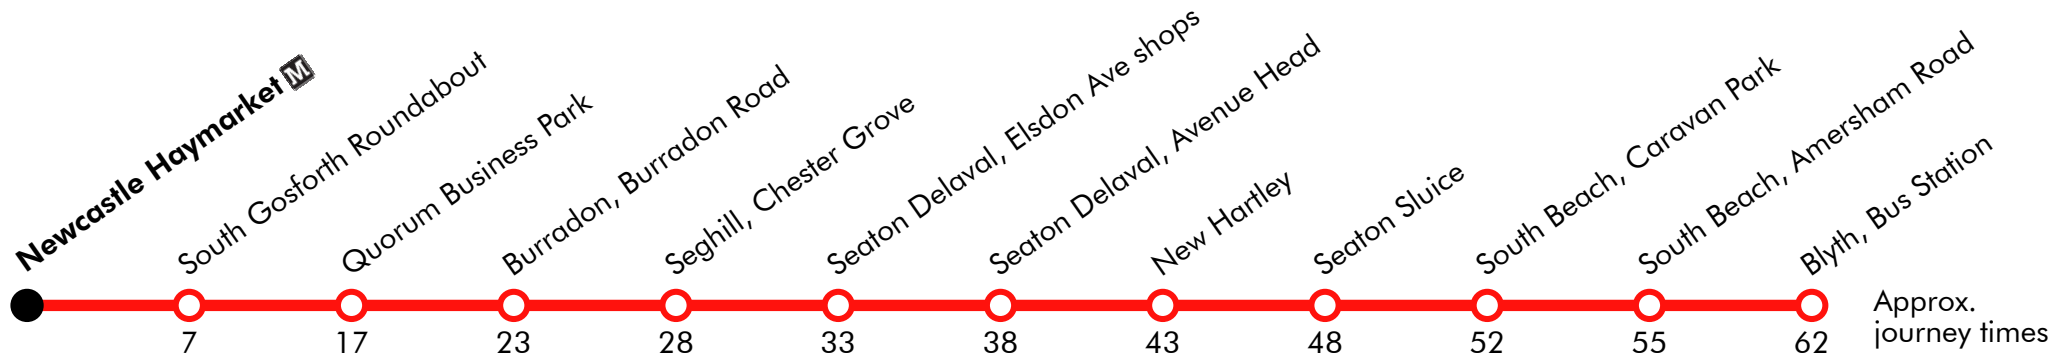 Newcastle Haymarket M
South Gosforth Roundabout
Quorum Business Park
Burradon, Burradon Road
Seghill, Chester Grove
Seaton Delaval, Elsdon Ave shops
Seaton Delaval, Avenue Head
New Hartley
Seaton Sluice
South Beach, Caravan Park
South Beach, Amersham Road
Blyth, Bus Station
7 17 23 28 33 38 43 48 52 55 62
Approx.
journey times